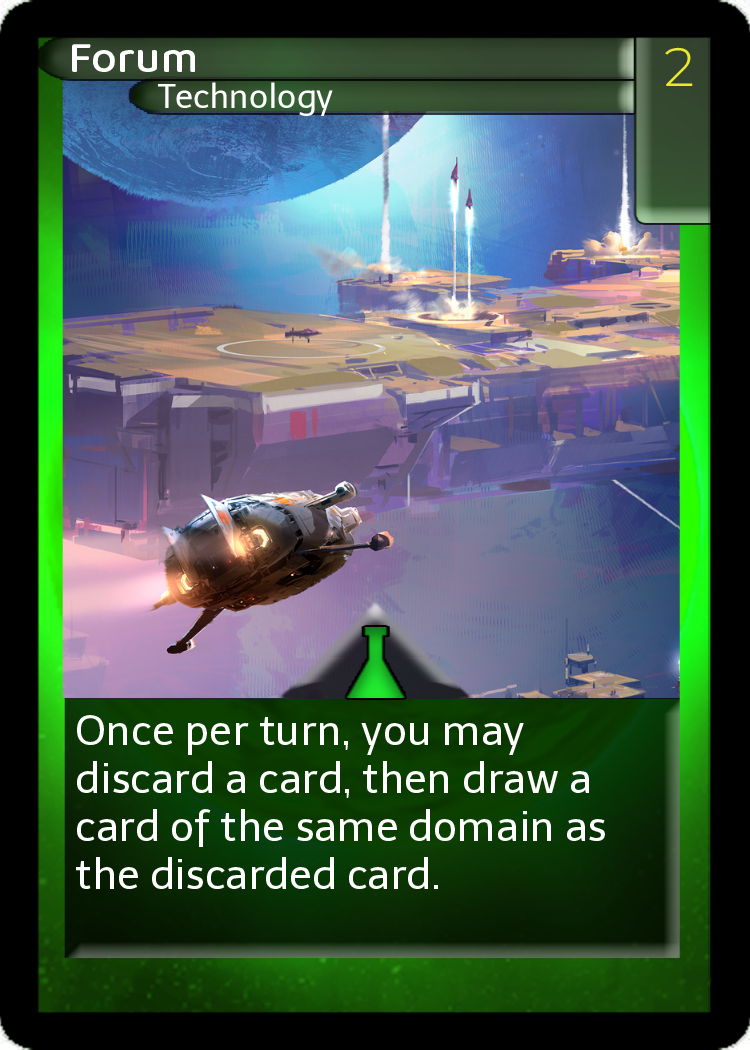 Forum
2
Technology
Once per turn, you may
discard a card, then draw a
card of the same domain as
the discarded card.